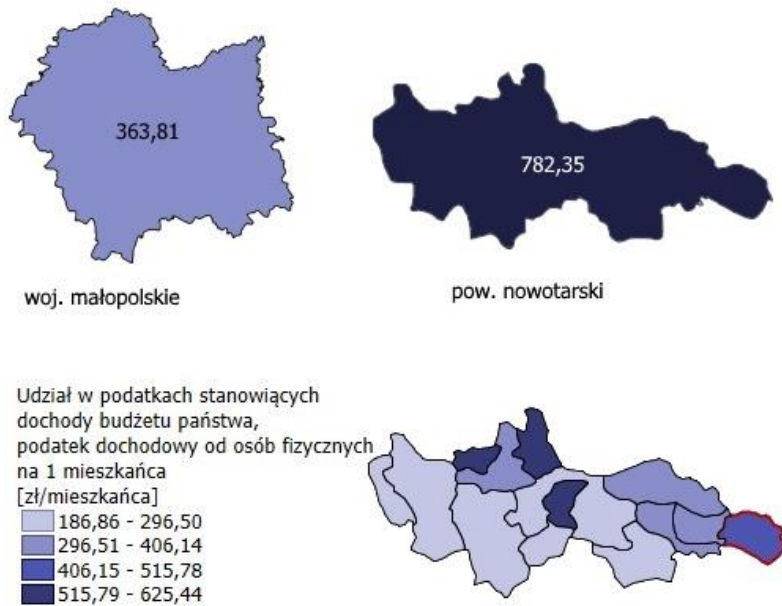 363,81
782,35
woj. małopolskie
pow. nowotarski
Udział w podatkach stanowiących
dochody budżetu państwa,
podatek dochodowy od osób fizycznych
na 1 mieszkańca
[zł/mieszkańca]
186,86 - 296,50
296,51 - 406,14
406,15 - 515,78
515,79 - 625,44